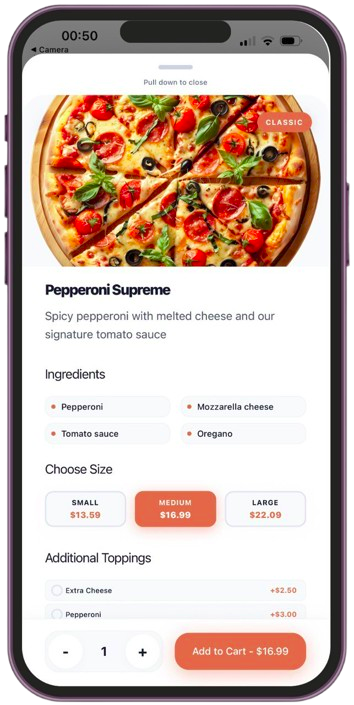 00:50
◀ Camera
Pull down to close
CLASSIC
Pepperoni Supreme
Spicy pepperoni with melted cheese and our
signature tomato sauce
Ingredients
Pepperoni
Mozzarella cheese
Tomato sauce
Oregano
Choose Size
SMALL
$13.59
MEDIUM
$16.99
LARGE
$22.09
Additional Toppings
Extra Cheese
+$2.50
Pepperoni
+$3.00
-
1
+
Add to Cart - $16.99